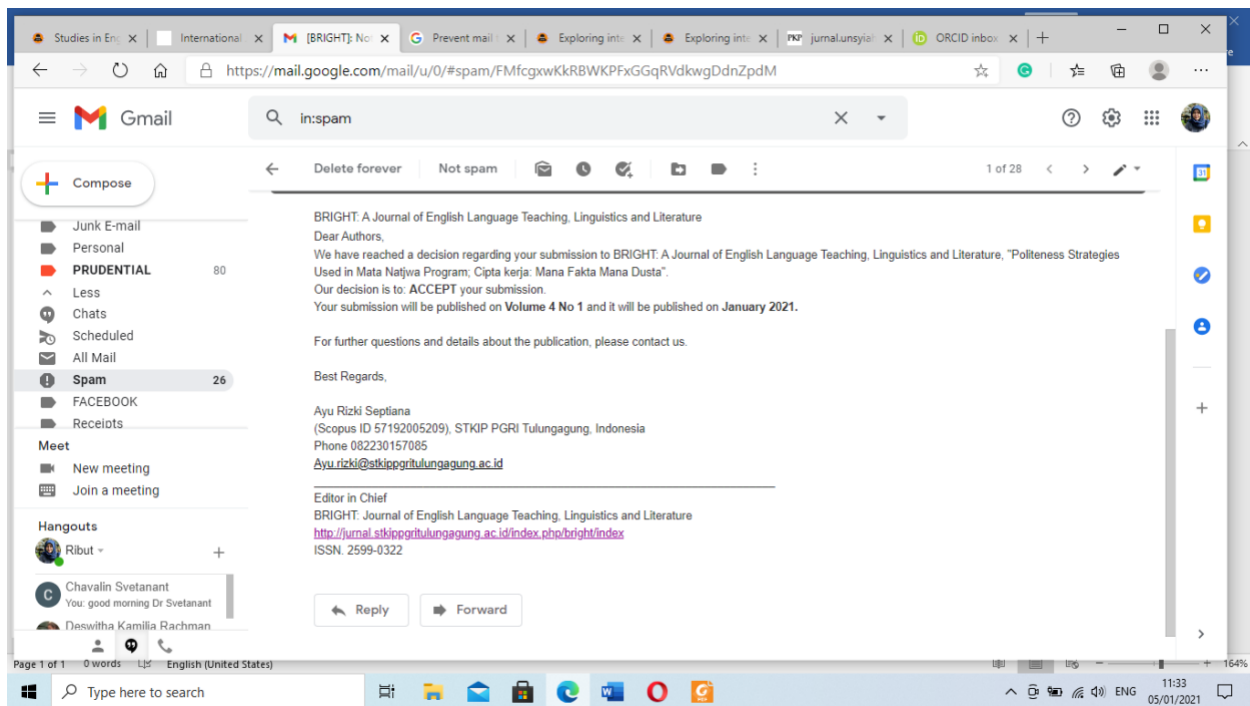 Studies in Eng
International
[BRIGHT]: No
Prevent mail
Exploring inte
Exploring inte
PKP jurnal.unsyiah
iD ORCID inbox
https://mail.google.com/mail/u/0/#spam/FMfcgxwKkRBWKPFxGGqRVdkwgDdnZpdM
Gmail
in:spam
Compose
Delete forever Not spam
1 of 28
31
Junk E-mail
Personal
PRUDENTIAL 80
Less
Chats
Scheduled
All Mail
Spam 26
FACEBOOK
Receipts
Meet
New meeting
Join a meeting
Hangouts
Ribut
C
Chavalin Svetanant
You: good morning Dr Svetanant
Deswitha Kamilia Rachman
BRIGHT: A Journal of English Language Teaching, Linguistics and Literature
Dear Authors,
We have reached a decision regarding your submission to BRIGHT: A Journal of English Language Teaching, Linguistics and Literature, "Politeness Strategies
Used in Mata Natjwa Program; Cipta kerja: Mana Fakta Mana Dusta".
Our decision is to: ACCEPT your submission.
Your submission will be published on Volume 4 No 1 and it will be published on January 2021.
For further questions and details about the publication, please contact us.
Best Regards,
Ayu Rizki Septiana
(Scopus ID 57192005209), STKIP PGRI Tulungagung, Indonesia
Phone 082230157085
Ayu.rizki@stkippgritulungagung.ac.id
Editor in Chief
BRIGHT: Journal of English Language Teaching, Linguistics and Literature
http://jurnal.stkippgritulungagung.ac.id/index.php/bright/index
ISSN. 2599-0322
Reply Forward
Page 1 of 1 0 words English (United States)
164%
Type here to search
ENG
11:33
05/01/2021